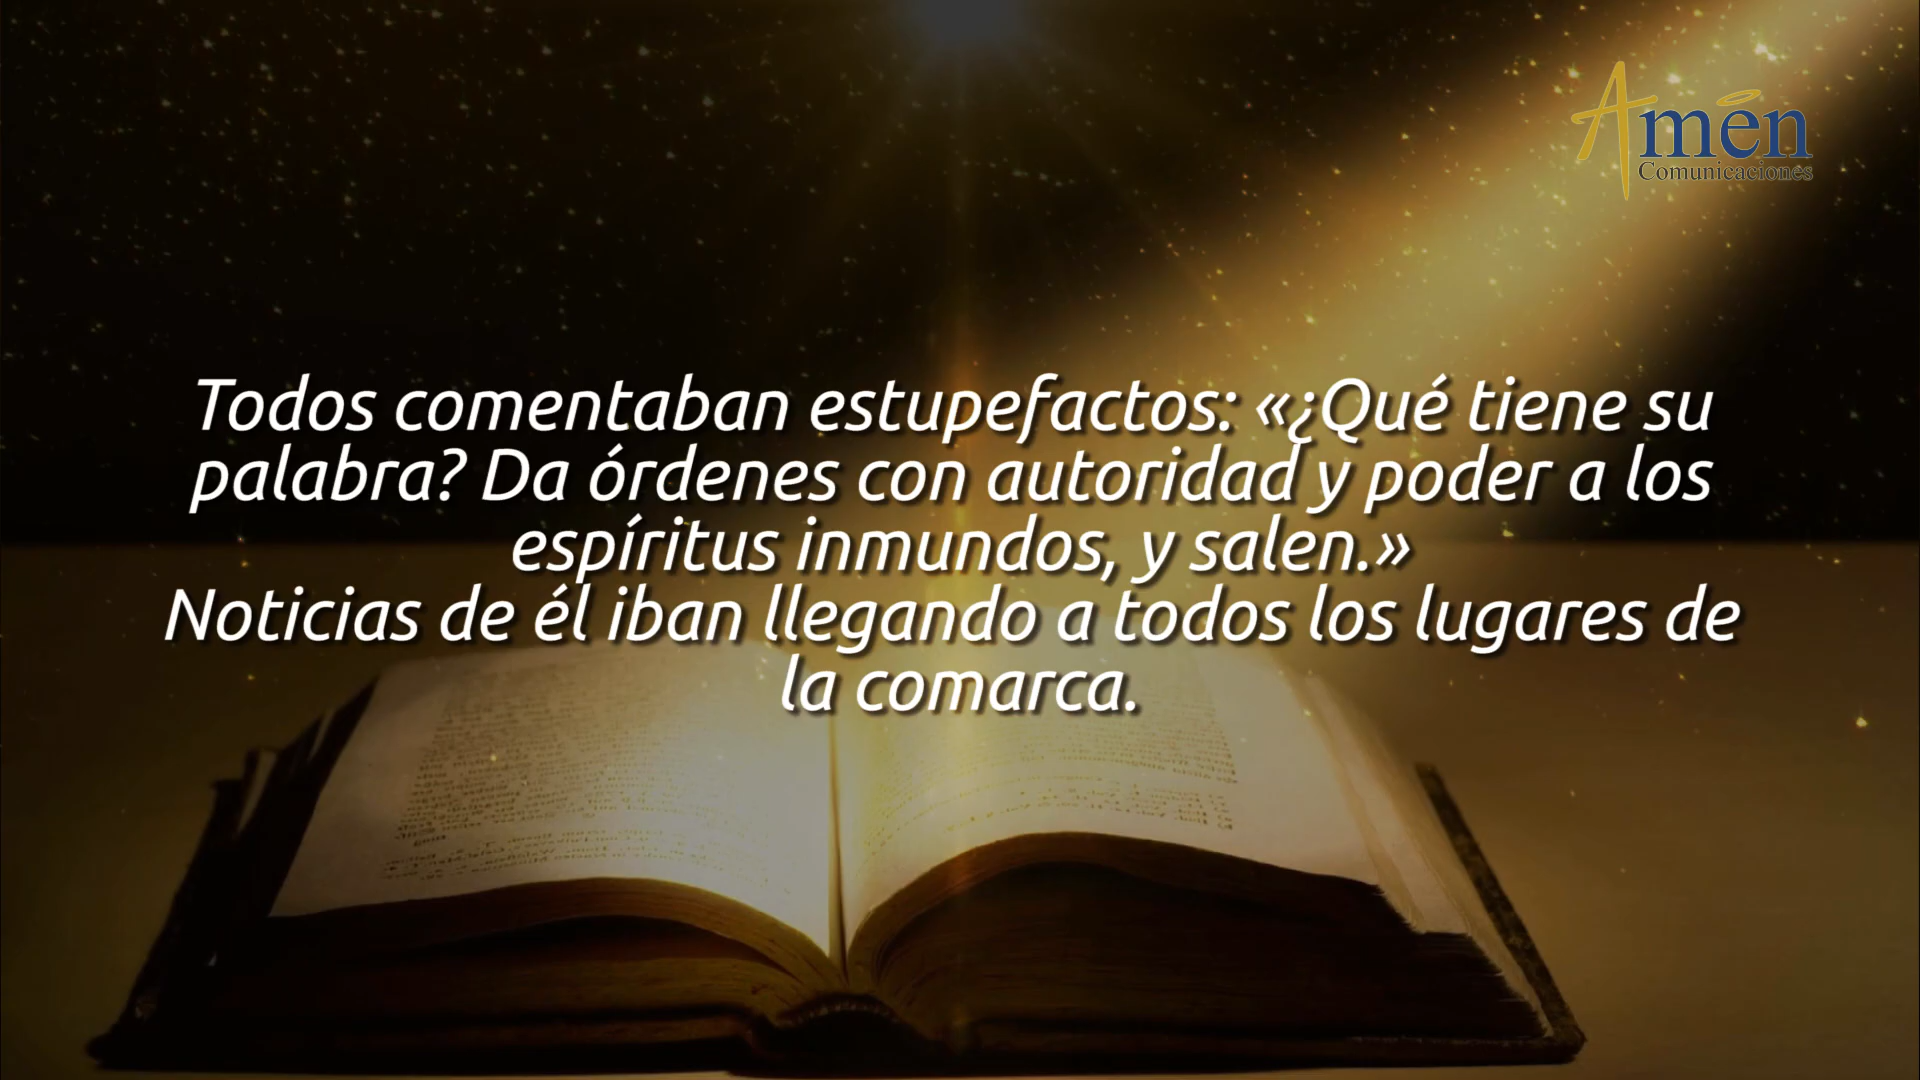 Amén
Comunicaciones
Todos comentaban estupefactos: «¿Qué tiene su
palabra? Da órdenes con autoridad y poder a los
espíritus inmundos, y salen.»
Noticias de él iban llegando a todos los lugares de
la comarca.